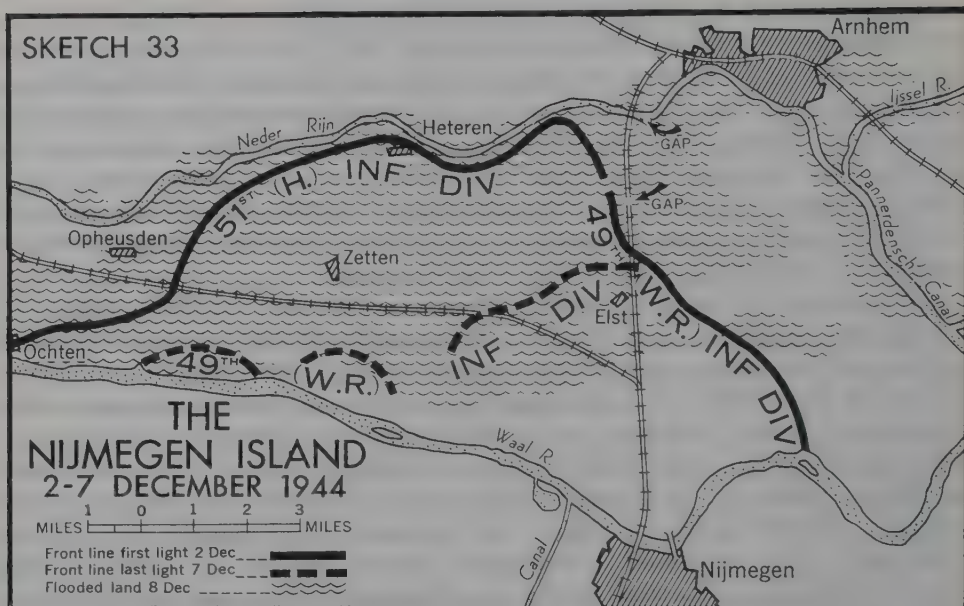 SKETCH 33
Arnhem
Ijssel R.
Neder Rijn
Heteren
GAP
51ST (H.) INF DIV
GAP
Pannerdensch Canal
Opheusden
Zetten
49TH (W.R.) INF DIV
Elst
INF DIV
Ochten
49TH (W.R.)
THE
NIJMEGEN ISLAND
2-7 DECEMBER 1944
Waal R.
MILES 1 0 1 2 3 MILES
Front line first light 2 Dec
Front line last light 7 Dec
Flooded land 8 Dec
Canal
Nijmegen